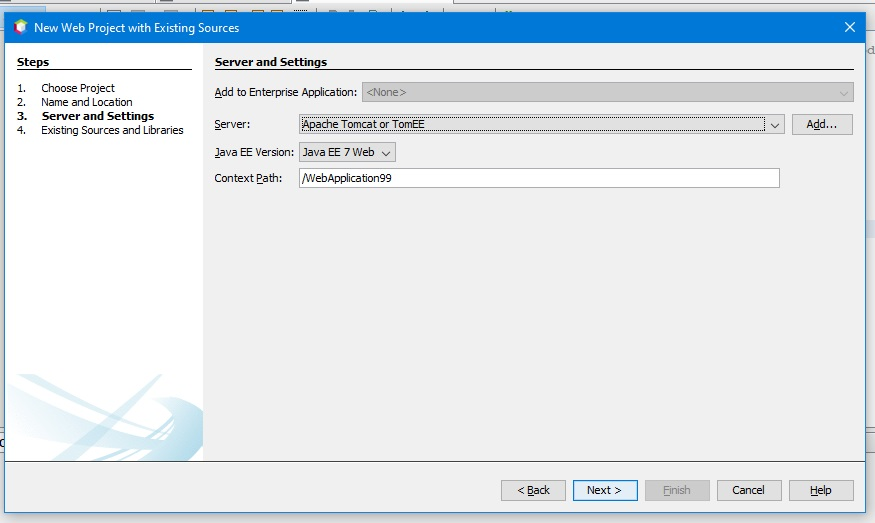 New Web Project with Existing Sources
Steps
1. Choose Project
2. Name and Location
3. Server and Settings
4. Existing Sources and Libraries
Server and Settings
Add to Enterprise Application: <None>
Server: Apache Tomcat or TomEE Add...
Java EE Version: Java EE 7 Web
Context Path: /WebApplication99
< Back Next > Finish Cancel Help